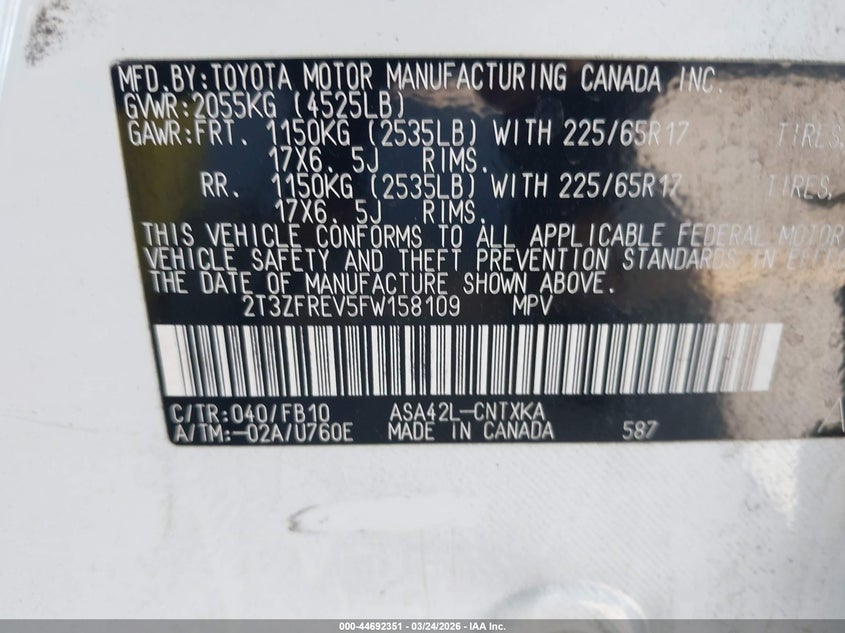 MFD.BY:TOYOTA MOTOR MANUFACTURING CANADA INC.
GVWR:2055KG (4525LB)
GAWR:FRT. 1150KG (2535LB) WITH 225/65R17 TIRES,
17X6. 5J RIMS.
RR. 1150KG (2535LB) WITH 225/65R17 TIRES,
17X6. 5J RIMS.
THIS VEHICLE CONFORMS TO ALL APPLICABLE FEDERAL MOTOR
VEHICLE SAFETY AND THEFT PREVENTION STANDARDS IN EFFECT
THE DATE OF MANUFACTURE SHOWN ABOVE.
2T3ZFREV5FW158109 MPV
C/TR:040/FB10 ASA42L-CNTXKA
A/TM:-02A/U760E MADE IN CANADA 587
000-44692351 | 03/24/2026 | IAA Inc.